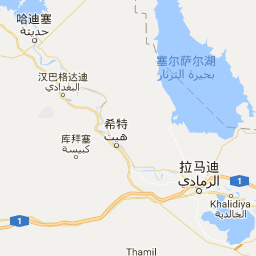 哈迪塞
حديثة
汉巴格达迪
البغدادي
塞尔萨尔湖
بحيرة الثرثار
希特
هيت
库拜塞
كبيسة
拉马迪
الرمادي
1
Khalidiya
الخالدية
1
Thamil